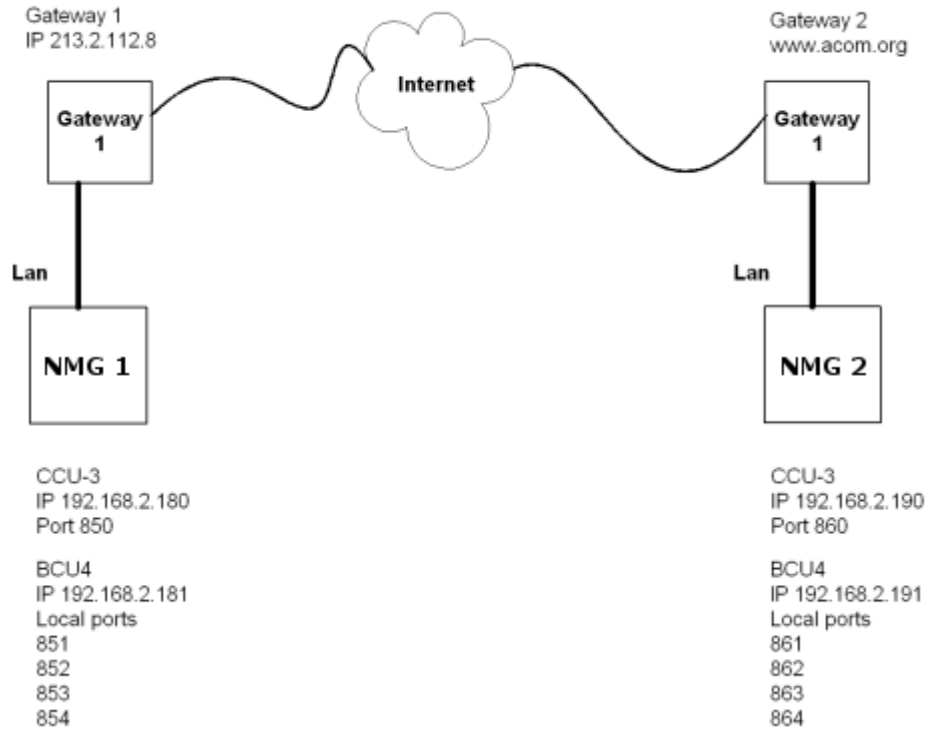 Gateway 1
IP 213.2.112.8
Gateway 2
www.acom.org
Internet
Gateway
1
Gateway
1
Lan
Lan
NMG 1
NMG 2
CCU-3
IP 192.168.2.180
Port 850
BCU4
IP 192.168.2.181
Local ports
851
852
853
854
CCU-3
IP 192.168.2.190
Port 860
BCU4
IP 192.168.2.191
Local ports
861
862
863
864